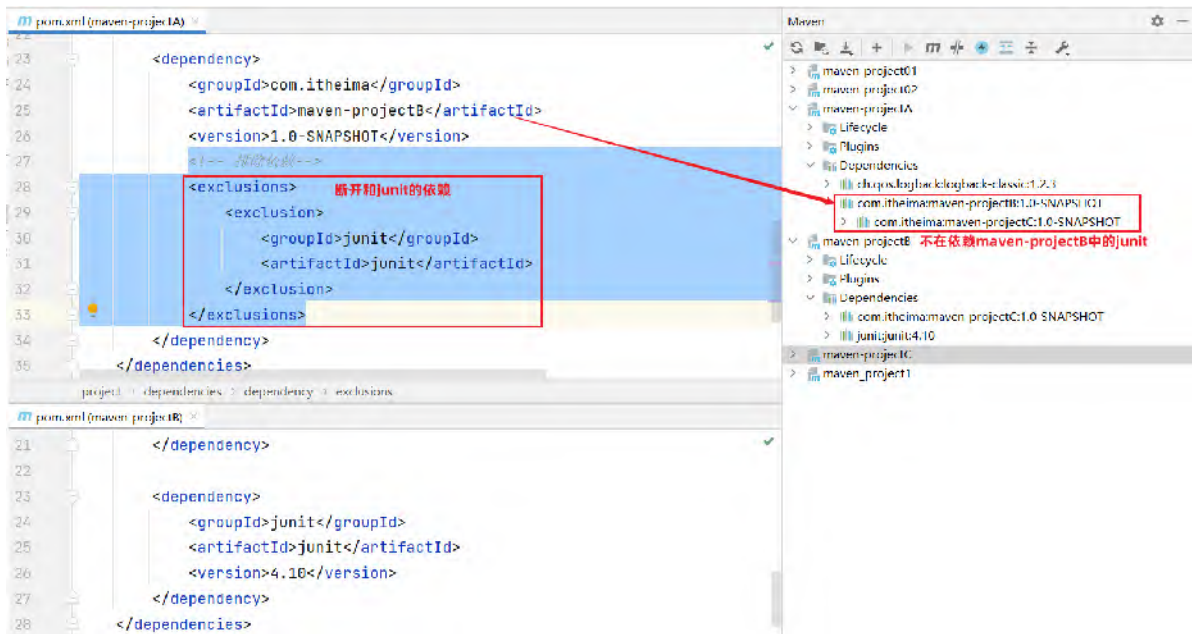 pom.xml (maven-projectA)
Maven
22
23 <dependency>
24 <groupId>com.itheima</groupId>
25 <artifactId>maven-projectB</artifactId>
26 <version>1.0-SNAPSHOT</version>
27 <!-- 排除依赖-->
28 <exclusions> 断开和junit的依赖
29 <exclusion>
30 <groupId>junit</groupId>
31 <artifactId>junit</artifactId>
32 </exclusion>
33 </exclusions>
34 </dependency>
35 </dependencies>
project dependencies dependency exclusions
maven project01
maven project02
maven-projectA
Lifecycle
Plugins
Dependencies
ch.qos.logback:logback-classic:1.2.3
com.itheima:maven-projectB:1.0-SNAPSHOT
com.itheima:maven-projectC:1.0-SNAPSHOT
maven-projectB 不在依赖maven-projectB中的junit
Lifecycle
Plugins
Dependencies
com.itheima:maven-projectC:1.0 SNAPSHOT
junit:junit:4.10
maven-projectC
maven_project1
pom.xml (maven-projectB)
21 </dependency>
22
23 <dependency>
24 <groupId>junit</groupId>
25 <artifactId>junit</artifactId>
26 <version>4.10</version>
27 </dependency>
28 </dependencies>